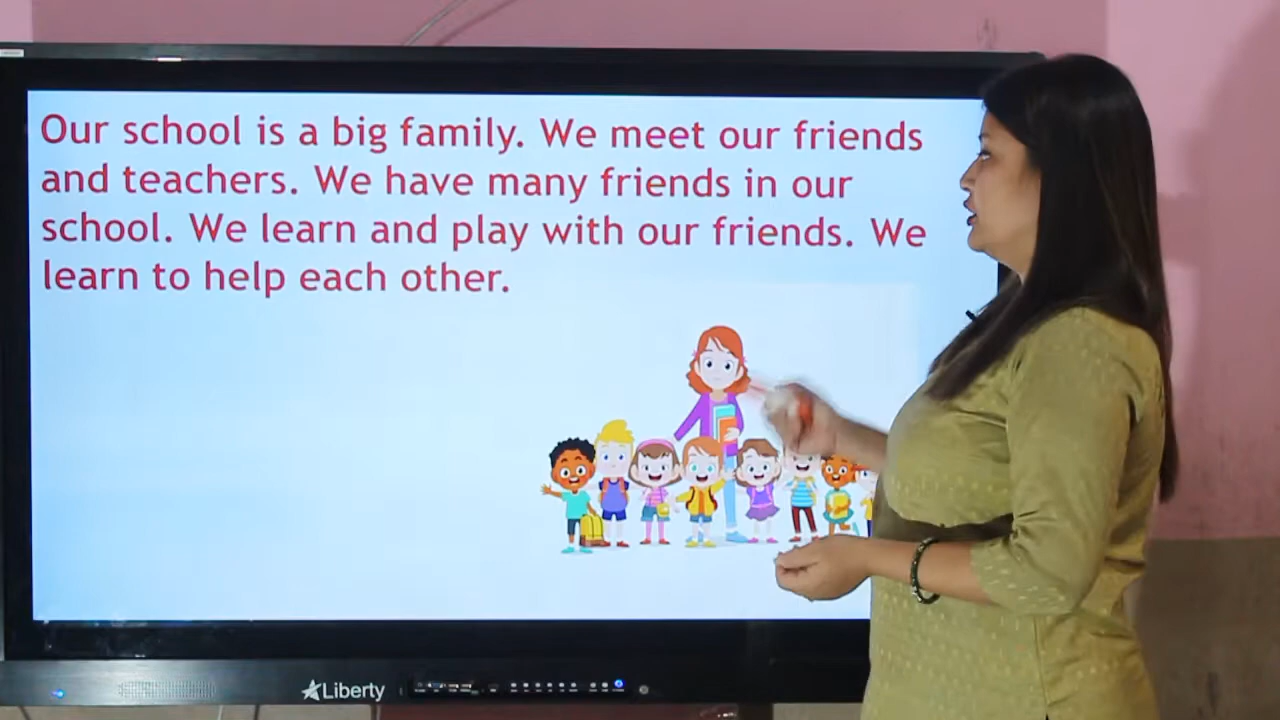 Our school is a big family. We meet our friends
and teachers. We have many friends in our
school. We learn and play with our friends. We
learn to help each other.
Liberty